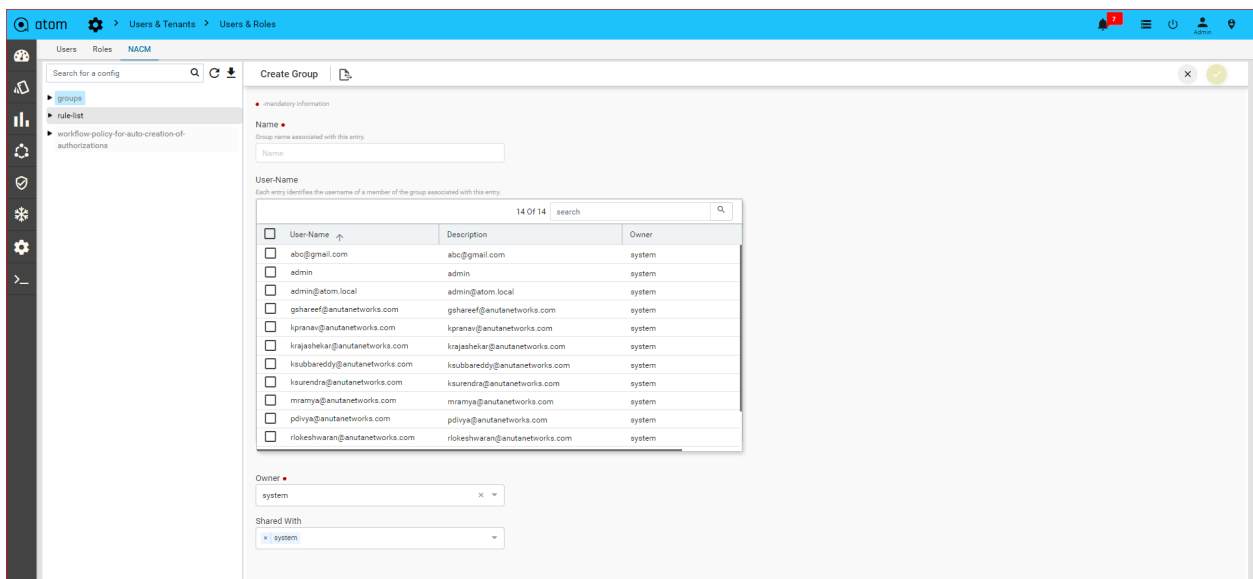 atom > Users & Tenants > Users & Roles 7 Admin
Users Roles NACM
Search for a config
groups
rule-list
workflow-policy-for-auto-creation-of-
authorizations
Create Group
-mandatory information
Name
Group name associated with this entry.
Name
User-Name
Each entry identifies the username of a member of the group associated with this entry.
14 Of 14 search
User-Name Description Owner
abc@gmail.com abc@gmail.com system
admin admin system
admin@atom.local admin@atom.local system
gshareef@anutanetworks.com gshareef@anutanetworks.com system
kpranav@anutanetworks.com kpranav@anutanetworks.com system
krajashekar@anutanetworks.com krajashekar@anutanetworks.com system
ksubbareddy@anutanetworks.com ksubbareddy@anutanetworks.com system
ksurendra@anutanetworks.com ksurendra@anutanetworks.com system
mramya@anutanetworks.com mramya@anutanetworks.com system
pdivya@anutanetworks.com pdivya@anutanetworks.com system
rlokeshwaran@anutanetworks.com rlokeshwaran@anutanetworks.com system
Owner
system
Shared With
× system